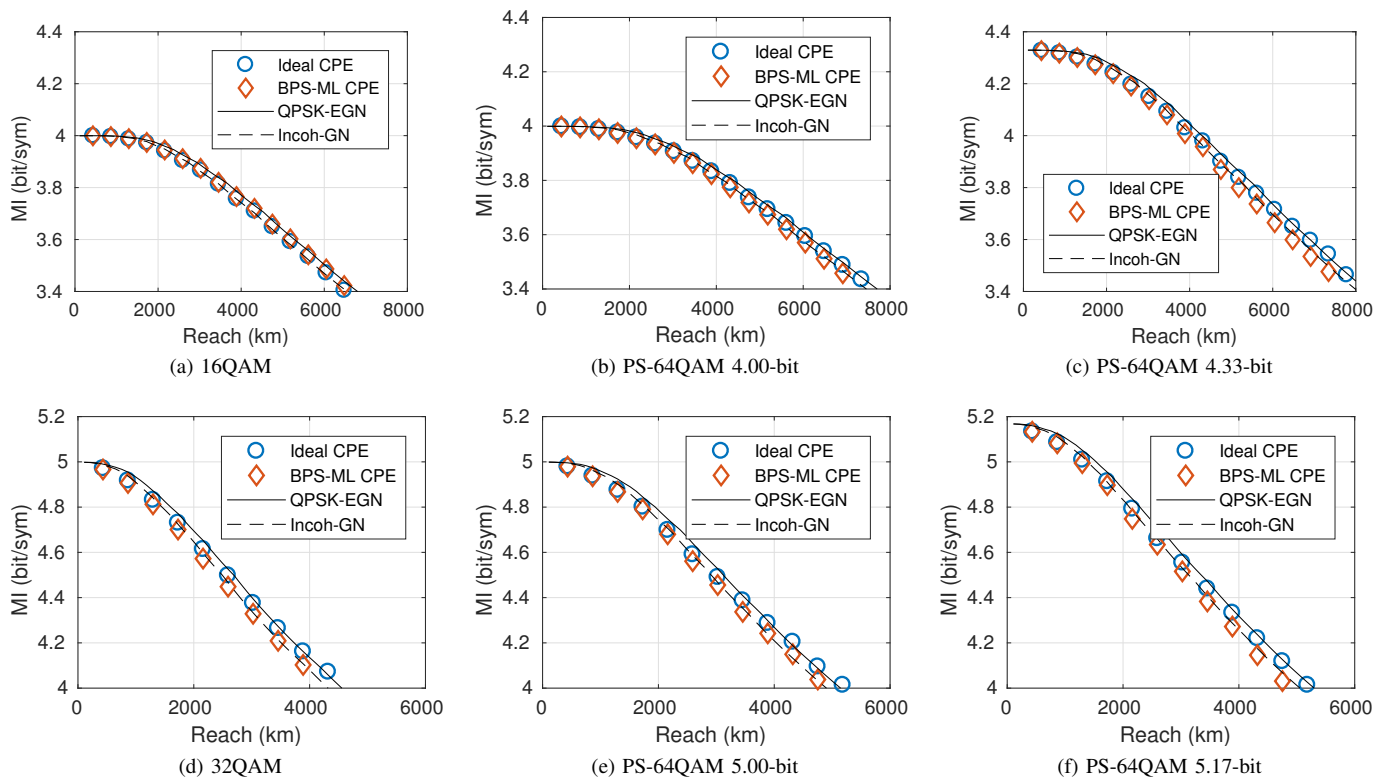 4.4
4.2
4
3.8
3.6
3.4
MI (bit/sym)
Ideal CPE
BPS-ML CPE
QPSK-EGN
Incoh-GN
0 2000 4000 6000 8000
Reach (km)
(a) 16QAM
4.4
4.2
4
3.8
3.6
3.4
MI (bit/sym)
Ideal CPE
BPS-ML CPE
QPSK-EGN
Incoh-GN
0 2000 4000 6000 8000
Reach (km)
(b) PS-64QAM 4.00-bit
4.4
4.2
4
3.8
3.6
3.4
MI (bit/sym)
Ideal CPE
BPS-ML CPE
QPSK-EGN
Incoh-GN
0 2000 4000 6000 8000
Reach (km)
(c) PS-64QAM 4.33-bit
5.2
5
4.8
4.6
4.4
4.2
4
MI (bit/sym)
Ideal CPE
BPS-ML CPE
QPSK-EGN
Incoh-GN
0 2000 4000 6000
Reach (km)
(d) 32QAM
5.2
5
4.8
4.6
4.4
4.2
4
MI (bit/sym)
Ideal CPE
BPS-ML CPE
QPSK-EGN
Incoh-GN
0 2000 4000 6000
Reach (km)
(e) PS-64QAM 5.00-bit
5.2
5
4.8
4.6
4.4
4.2
4
MI (bit/sym)
Ideal CPE
BPS-ML CPE
QPSK-EGN
Incoh-GN
0 2000 4000 6000
Reach (km)
(f) PS-64QAM 5.17-bit